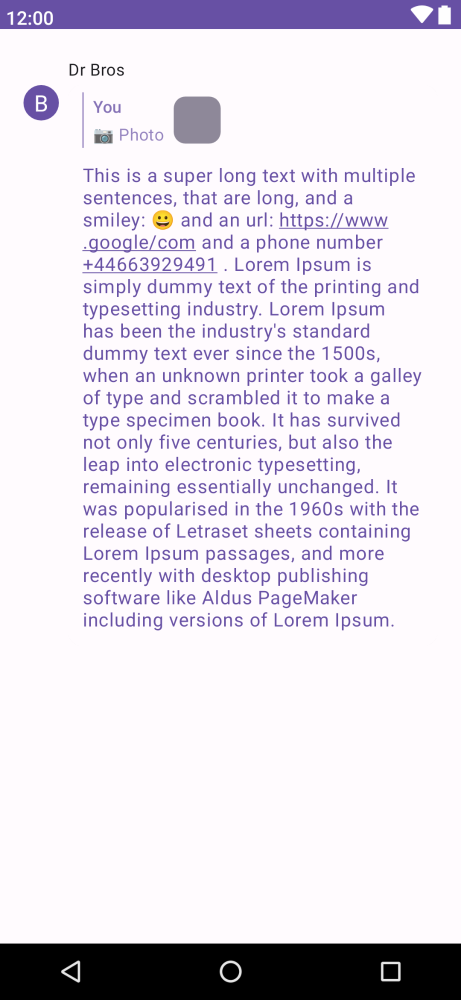 12:00
Dr Bros
B
You
📷 Photo
This is a super long text with multiple
sentences, that are long, and a
smiley: 😀 and an url: https://www
.google/com and a phone number
+44663929491 . Lorem Ipsum is
simply dummy text of the printing and
typesetting industry. Lorem Ipsum
has been the industry's standard
dummy text ever since the 1500s,
when an unknown printer took a galley
of type and scrambled it to make a
type specimen book. It has survived
not only five centuries, but also the
leap into electronic typesetting,
remaining essentially unchanged. It
was popularised in the 1960s with the
release of Letraset sheets containing
Lorem Ipsum passages, and more
recently with desktop publishing
software like Aldus PageMaker
including versions of Lorem Ipsum.